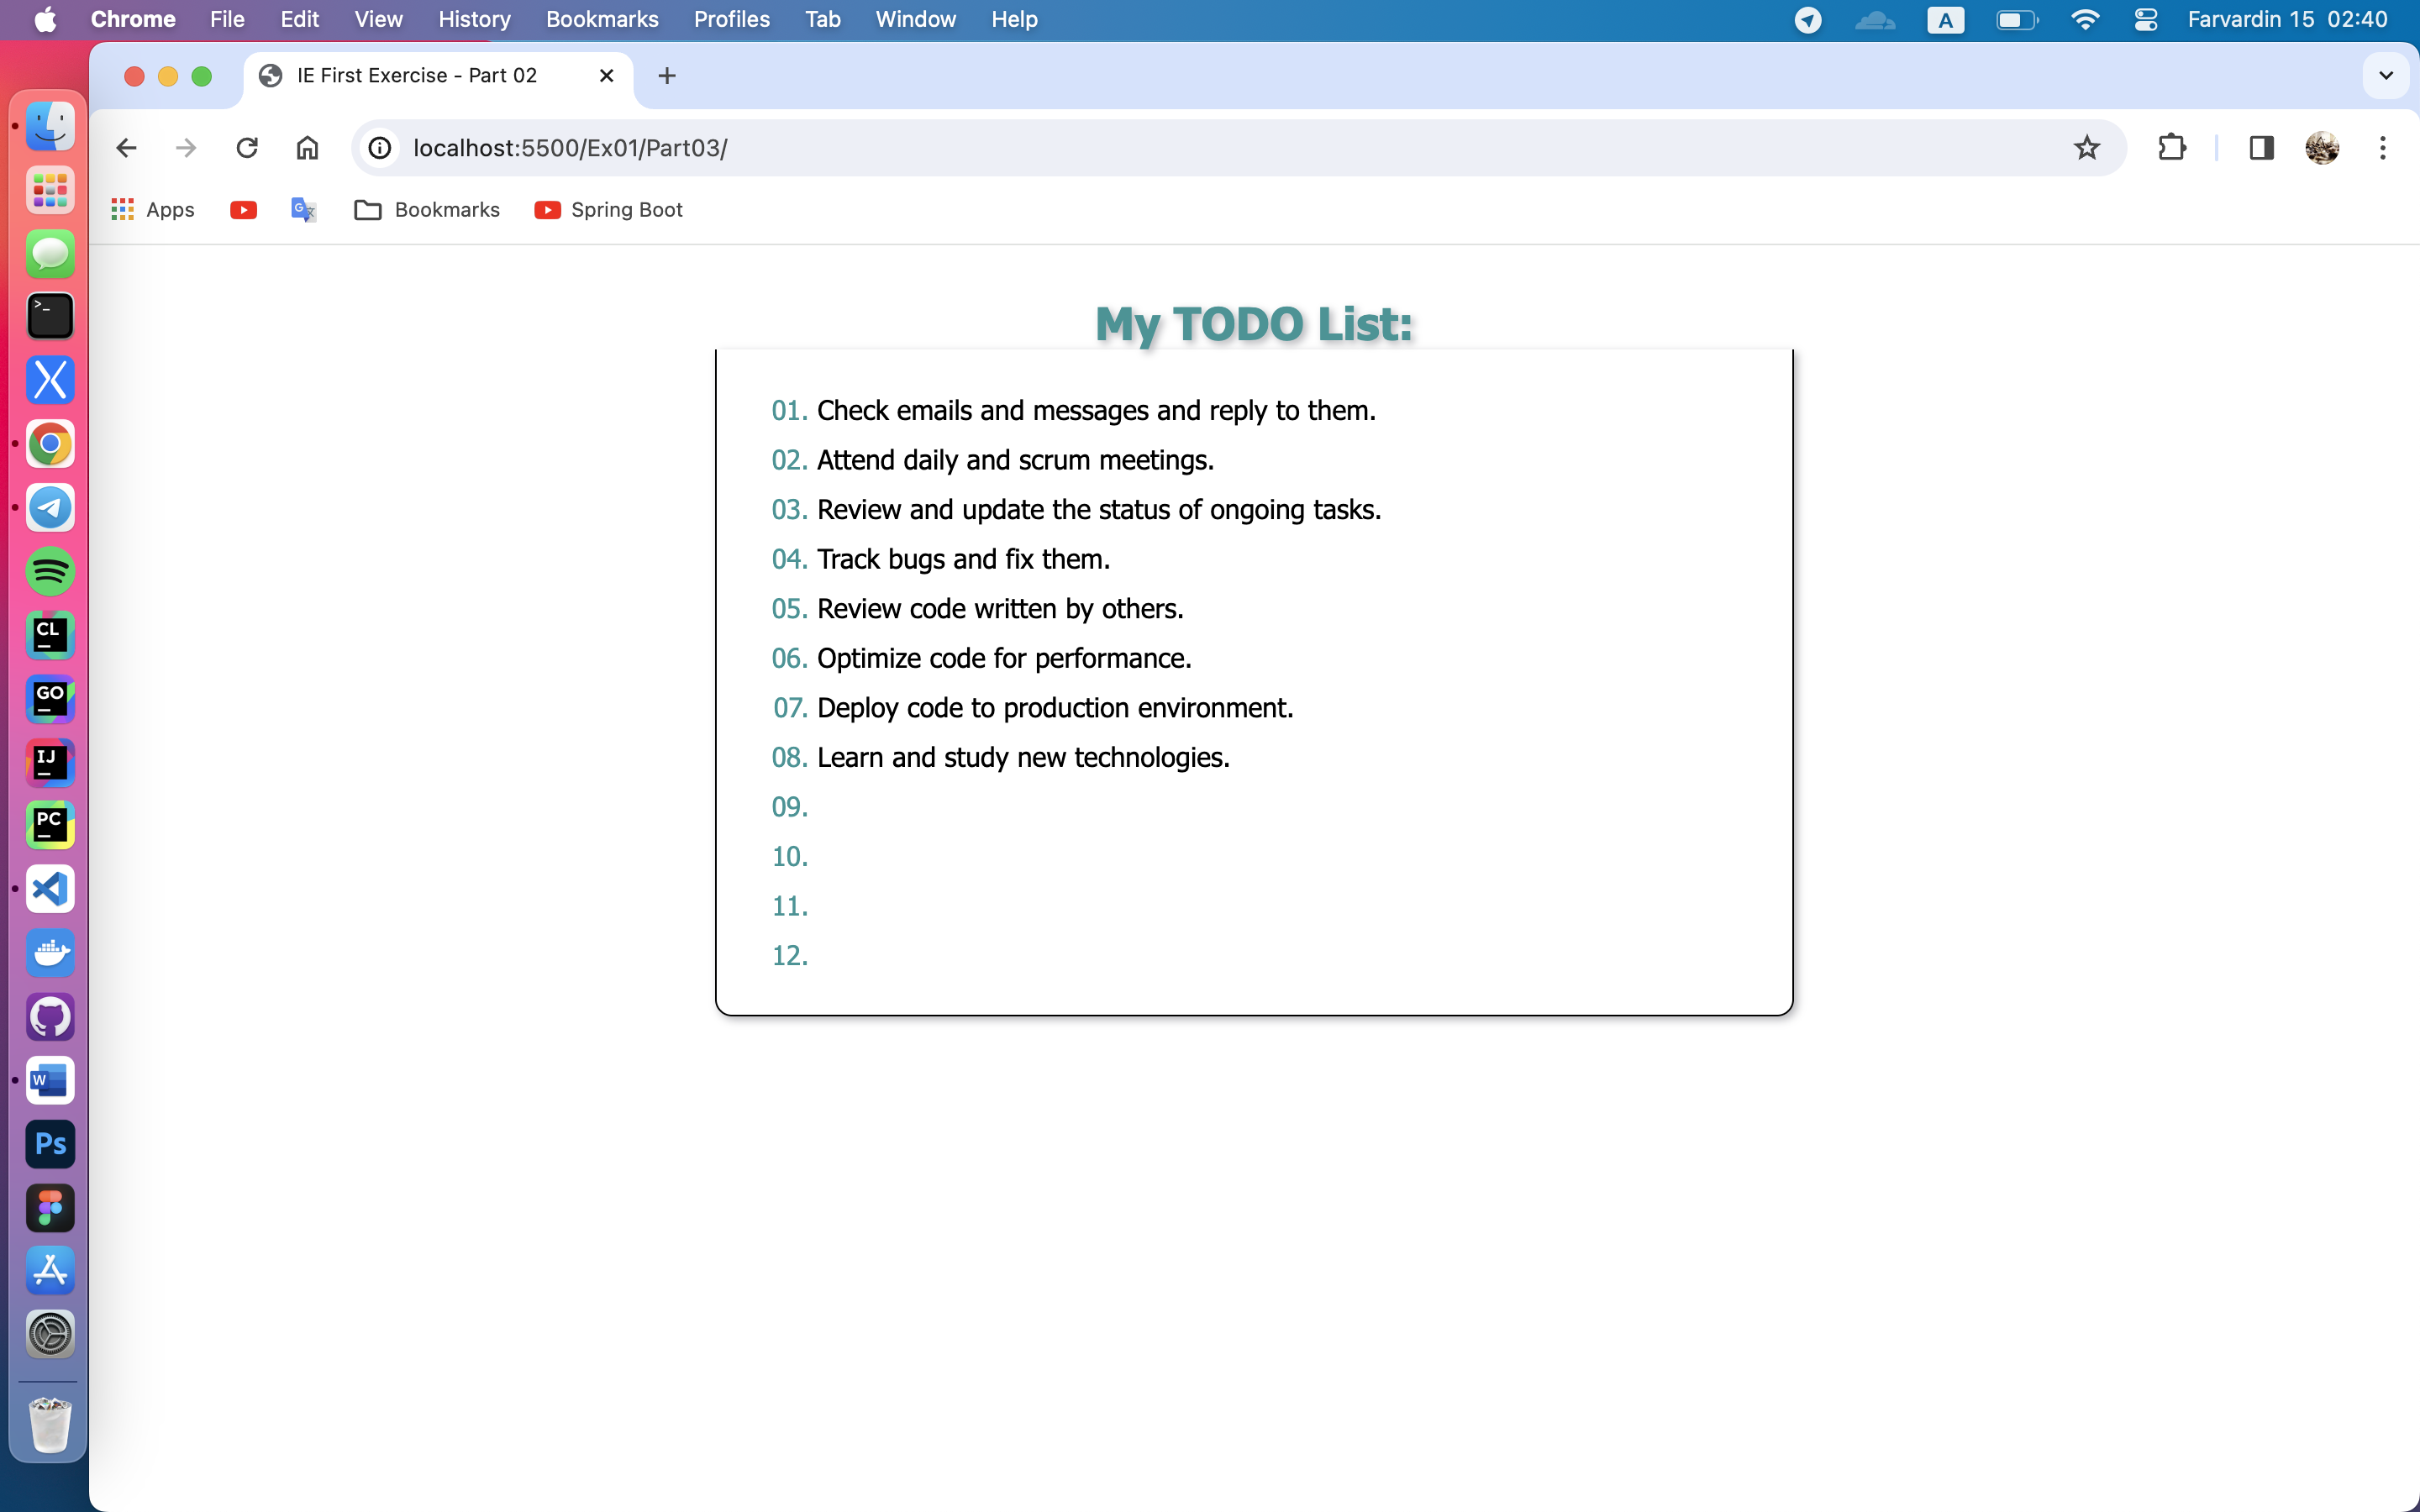 Chrome File Edit View History Bookmarks Profiles Tab Window Help A Farvardin 15 02:40
IE First Exercise - Part 02
localhost:5500/Ex01/Part03/
Apps Bookmarks Spring Boot
My TODO List:
01. Check emails and messages and reply to them.
02. Attend daily and scrum meetings.
03. Review and update the status of ongoing tasks.
04. Track bugs and fix them.
05. Review code written by others.
06. Optimize code for performance.
07. Deploy code to production environment.
08. Learn and study new technologies.
09.
10.
11.
12.
>_
CL
GO
IJ
PC
W
Ps